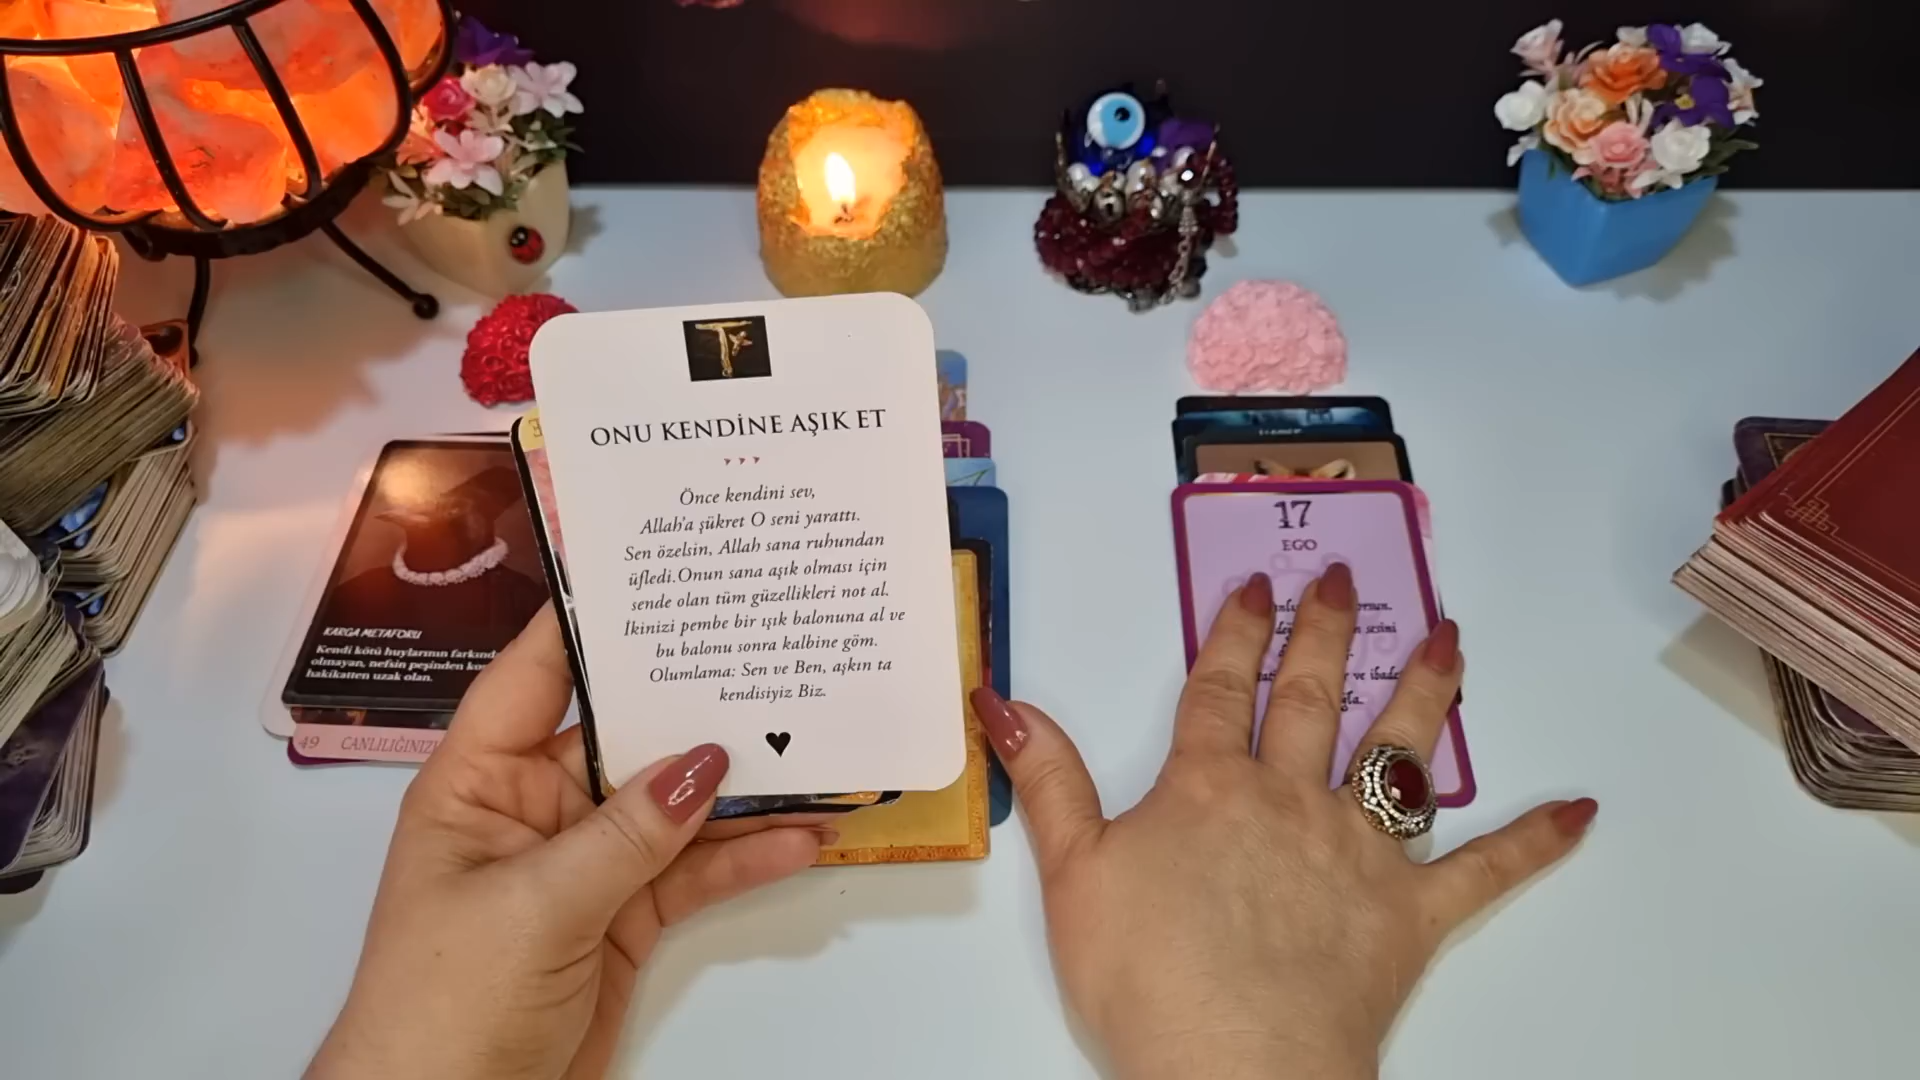 ONU KENDİNE AŞIK ET
Önce kendini sev,
Allah'a şükret O seni yarattı.
Sen özelsin, Allah sana ruhundan
üfledi.Onun sana aşık olması için
sende olan tüm güzellikleri not al.
İkinizi pembe bir ışık balonuna al ve
bu balonu sonra kalbine göm.
Olumlama: Sen ve Ben, aşkın ta
kendisiyiz Biz.
KARGA METAFORU
Kendi kötü huylarının farkında
olmayan, nefsin peşinden
hakikatten uzak olan.
49 CANLILIĞINIZI
17
EGO
sesini
ve